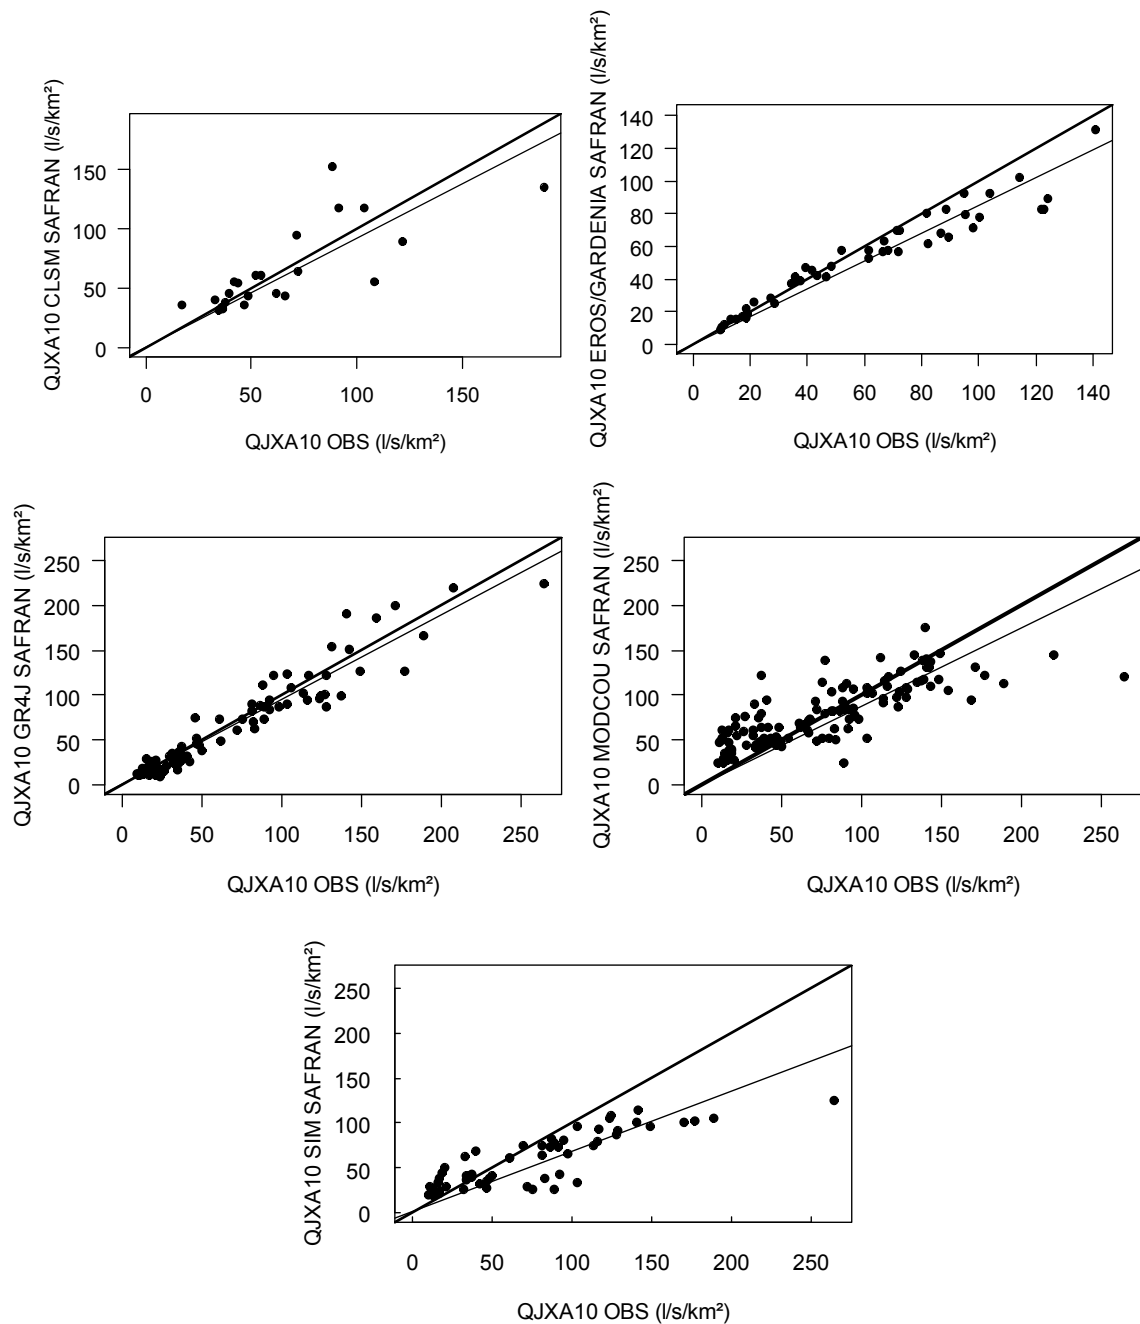 QJXA10 CLSM SAFRAN (l/s/km²)
150
100
50
0
0 50 100 150
QJXA10 OBS (l/s/km²)
QJXA10 EROS/GARDENIA SAFRAN (l/s/km²)
140
120
100
80
60
40
20
0
0 20 40 60 80 100 120 140
QJXA10 OBS (l/s/km²)
QJXA10 GR4J SAFRAN (l/s/km²)
250
200
150
100
50
0
0 50 100 150 200 250
QJXA10 OBS (l/s/km²)
QJXA10 MODCOU SAFRAN (l/s/km²)
250
200
150
100
50
0
0 50 100 150 200 250
QJXA10 OBS (l/s/km²)
QJXA10 SIM SAFRAN (l/s/km²)
250
200
150
100
50
0
0 50 100 150 200 250
QJXA10 OBS (l/s/km²)